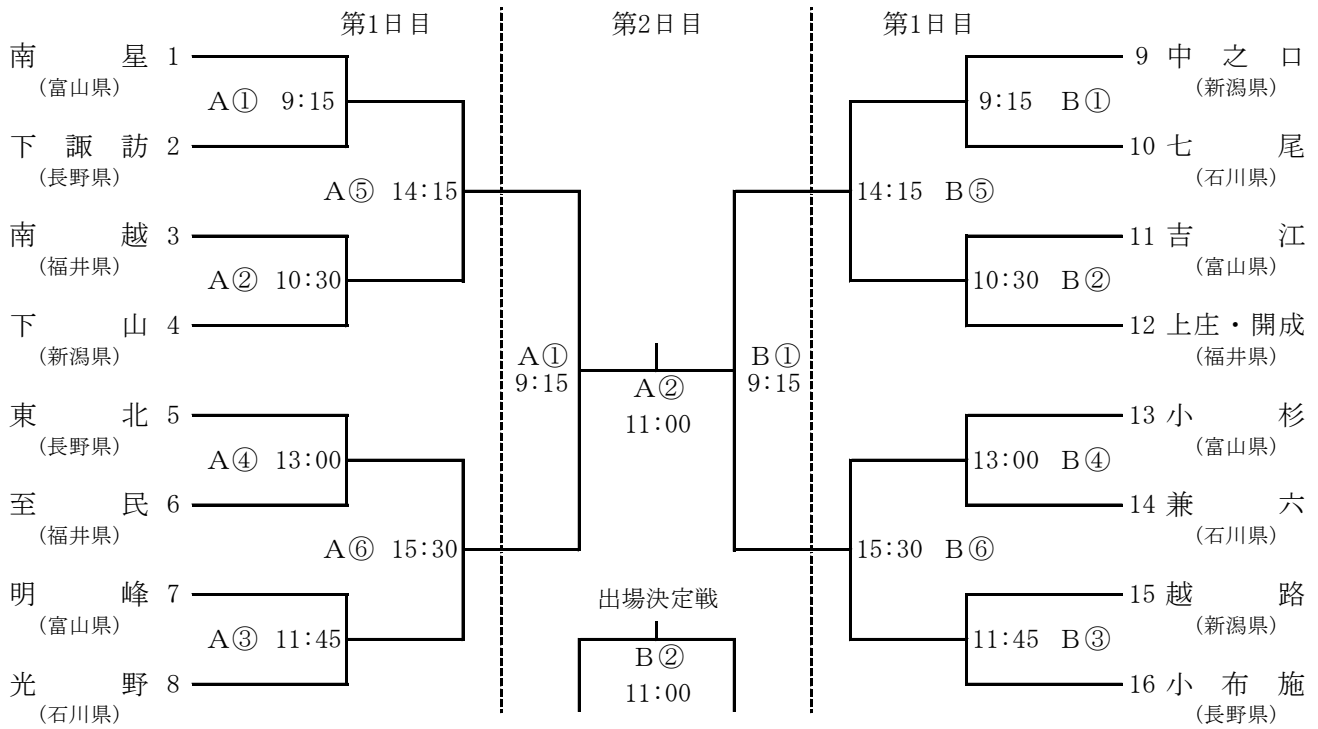 第1日目 第2日目 第1日目
南星 1
(富山県)
A① 9:15
下諏訪 2
(長野県)
A⑤ 14:15
南越 3
(福井県)
A② 10:30
下山 4
(新潟県)
東北 5
(長野県)
A④ 13:00
至民 6
(福井県)
A⑥ 15:30
明峰 7
(富山県)
A③ 11:45
光野 8
(石川県)
A①
9:15
A②
11:00
B①
9:15
出場決定戦
B②
11:00
9 中之口
(新潟県)
9:15 B①
10 七尾
(石川県)
14:15 B⑤
11 吉江
(富山県)
10:30 B②
12 上庄・開成
(福井県)
13 小杉
(富山県)
13:00 B④
14 兼六
(石川県)
15:30 B⑥
15 越路
(新潟県)
11:45 B③
16 小布施
(長野県)